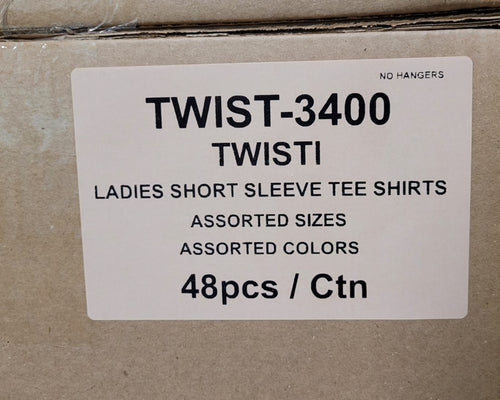 NO HANGERS
TWIST-3400
TWISTI
LADIES SHORT SLEEVE TEE SHIRTS
ASSORTED SIZES
ASSORTED COLORS
48pcs / Ctn